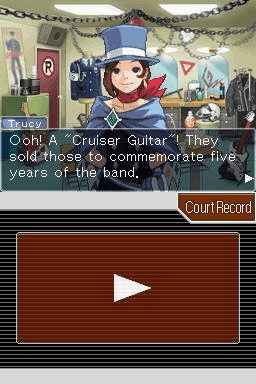 Trucy
Ooh! A "Cruiser Guitar"! They
sold those to commemorate five
years of the band.
Court Record